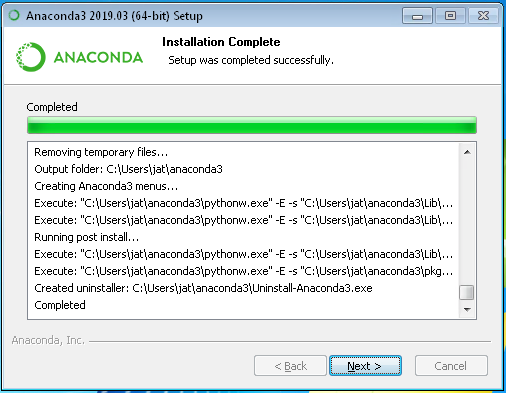 Anaconda3 2019.03 (64-bit) Setup
ANACONDA
Installation Complete
Setup was completed successfully.
Completed
Removing temporary files...
Output folder: C:\Users\jat\anaconda3
Creating Anaconda3 menus...
Execute: "C:\Users\jat\anaconda3\pythonw.exe" -E -s "C:\Users\jat\anaconda3\Lib\...
Execute: "C:\Users\jat\anaconda3\pythonw.exe" -E -s "C:\Users\jat\anaconda3\Lib\...
Running post install...
Execute: "C:\Users\jat\anaconda3\pythonw.exe" -E -s "C:\Users\jat\anaconda3\Lib\...
Execute: "C:\Users\jat\anaconda3\pythonw.exe" -E -s "C:\Users\jat\anaconda3\pkg...
Created uninstaller: C:\Users\jat\anaconda3\Uninstall-Anaconda3.exe
Completed
Anaconda, Inc.
< Back
Next >
Cancel